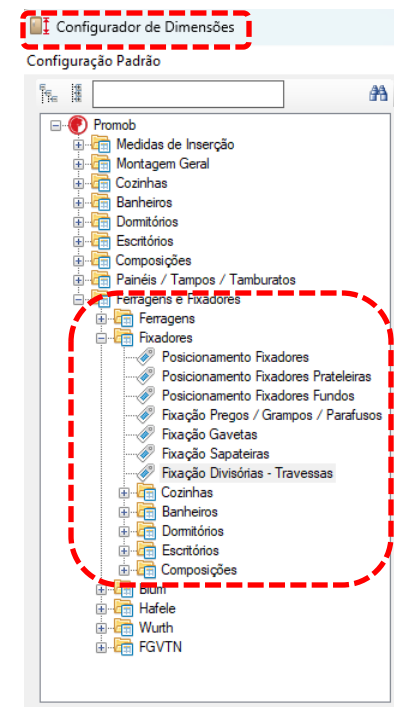 Configurador de Dimensões
Configuração Padrão
Promob
Medidas de Inserção
Montagem Geral
Cozinhas
Banheiros
Dormitórios
Escritórios
Composições
Painéis / Tampos / Tamburatos
Ferragens e Fixadores
Ferragens
Fixadores
Posicionamento Fixadores
Posicionamento Fixadores Prateleiras
Posicionamento Fixadores Fundos
Fixação Pregos / Grampos / Parafusos
Fixação Gavetas
Fixação Sapateiras
Fixação Divisórias - Travessas
Cozinhas
Banheiros
Dormitórios
Escritórios
Composições
Blum
Hafele
Wurth
FGVTN